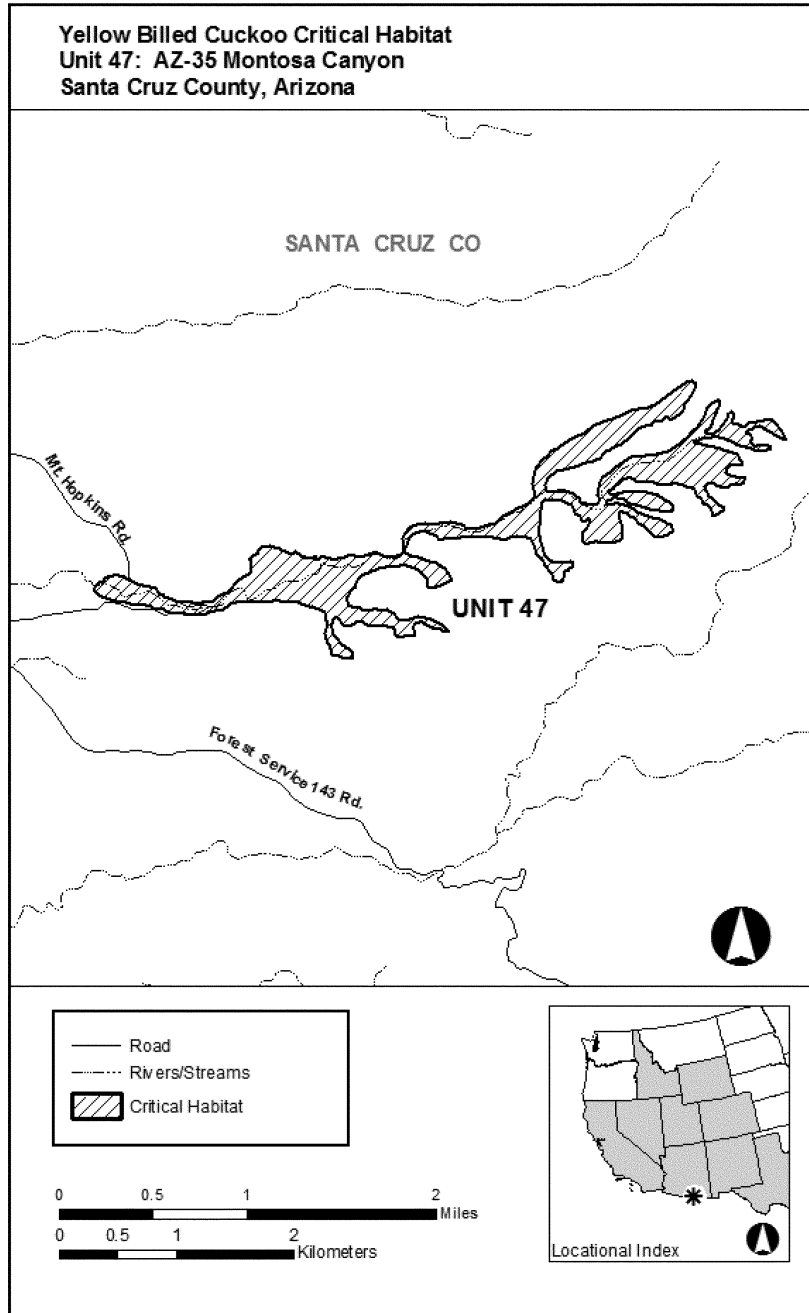 Yellow Billed Cuckoo Critical Habitat
Unit 47: AZ-35 Montosa Canyon
Santa Cruz County, Arizona
SANTA CRUZ CO
Mt. Hopkins Rd.
UNIT 47
Forest Service 143 Rd.
Road
Rivers/Streams
Critical Habitat
0 0.5 1 2
Miles
0 0.5 1 2
Kilometers
Locational Index